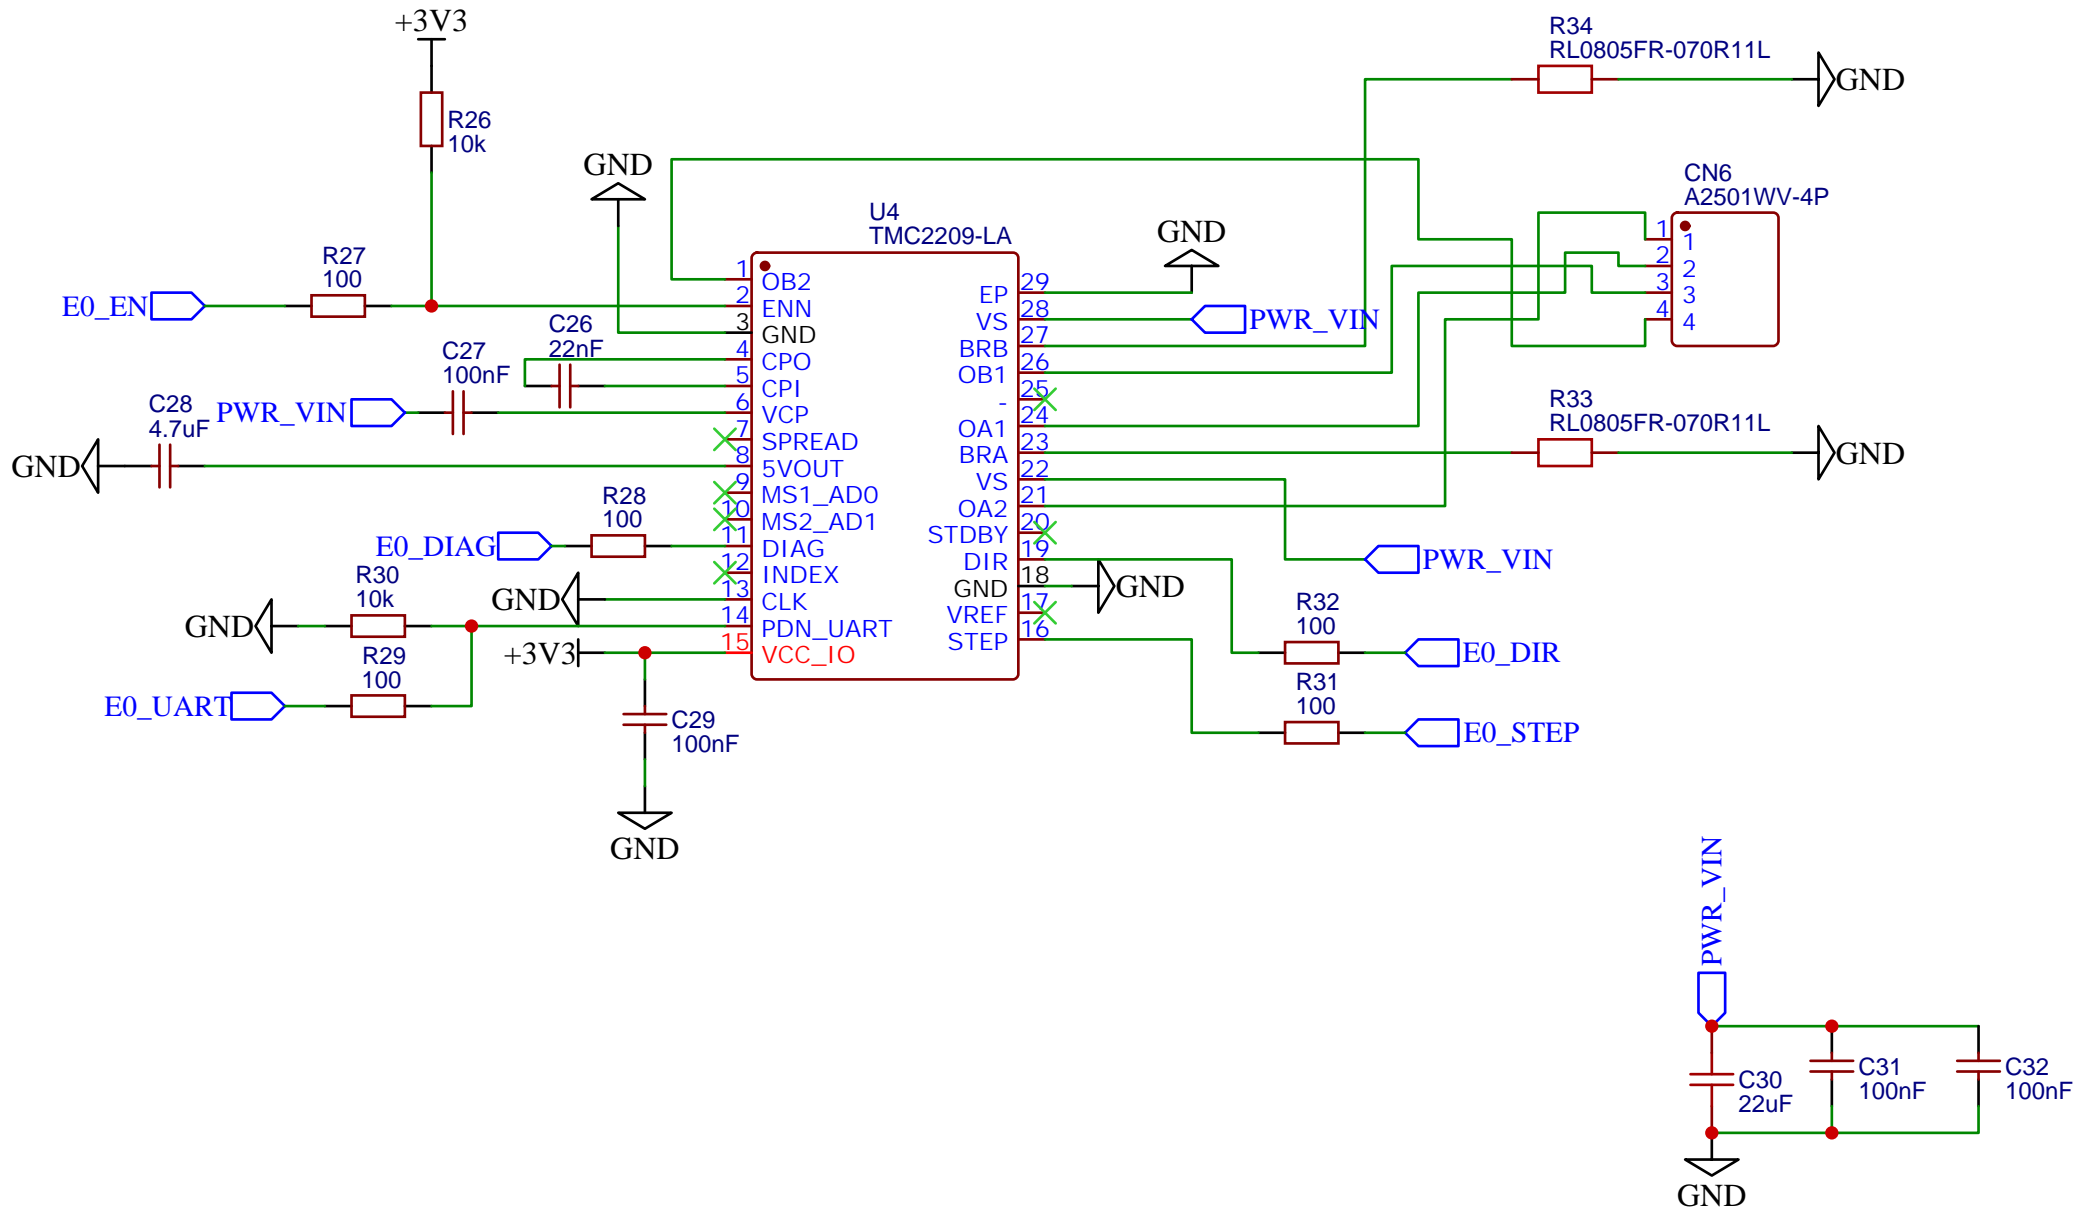 +3V3
R26
10k
GND
R27
100
E0_EN
C26
22nF
C27
100nF
PWR_VIN
C28
4.7uF
GND
R28
100
E0_DIAG
R30
10k
GND
GND
R29
100
E0_UART
+3V3
C29
100nF
GND
U4
TMC2209-LA
1 OB2
2 ENN
3 GND
4 CPO
5 CPI
6 VCP
7 SPREAD
8 5VOUT
9 MS1_AD0
10 MS2_AD1
11 DIAG
12 INDEX
13 CLK
14 PDN_UART
15 VCC_IO
EP 29
VS 28
BRB 27
OB1 26
- 25
OA1 24
BRA 23
VS 22
OA2 21
STDBY 20
DIR 19
GND 18
VREF 17
STEP 16
GND
PWR_VIN
R34
RL0805FR-070R11L
GND
CN6
A2501WV-4P
1 1
2 2
3 3
4 4
R33
RL0805FR-070R11L
GND
PWR_VIN
GND
R32
100
E0_DIR
R31
100
E0_STEP
PWR_VIN
C30
22uF
C31
100nF
C32
100nF
GND